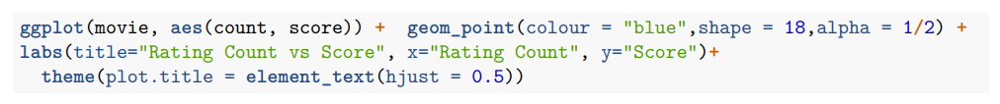 ggplot(movie, aes(count, score)) +  geom_point(colour = "blue",shape = 18,alpha = 1/2) +
labs(title="Rating Count vs Score", x="Rating Count", y="Score")+
  theme(plot.title = element_text(hjust = 0.5))